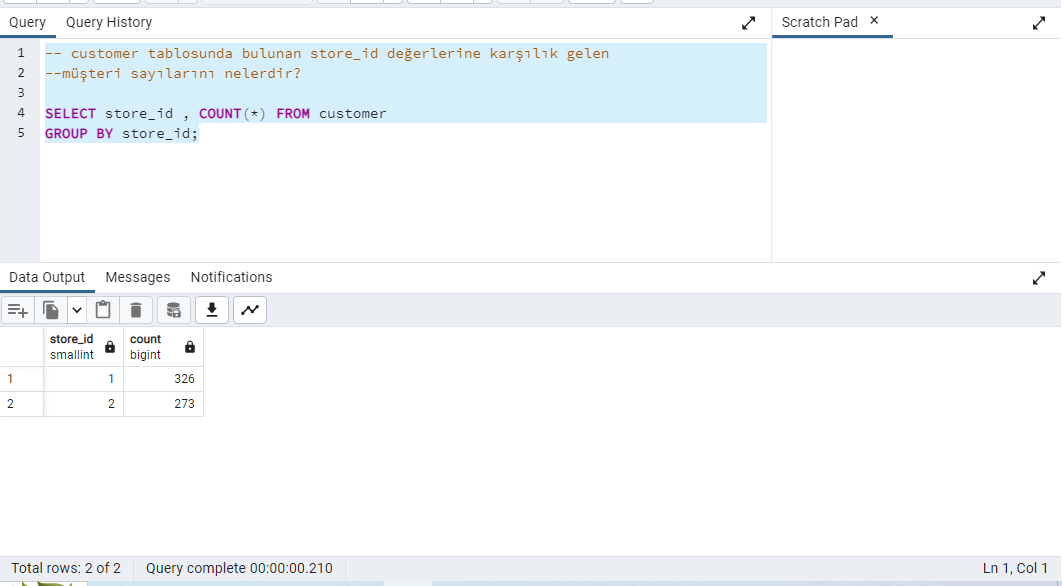 Query Query History
Scratch Pad ×
1 -- customer tablosunda bulunan store_id değerlerine karşılık gelen
2 --müşteri sayılarını nelerdir?
3
4 SELECT store_id , COUNT(*) FROM customer
5 GROUP BY store_id;
Data Output Messages Notifications
store_id count
smallint bigint
1 1 326
2 2 273
Total rows: 2 of 2 Query complete 00:00:00.210 Ln 1, Col 1